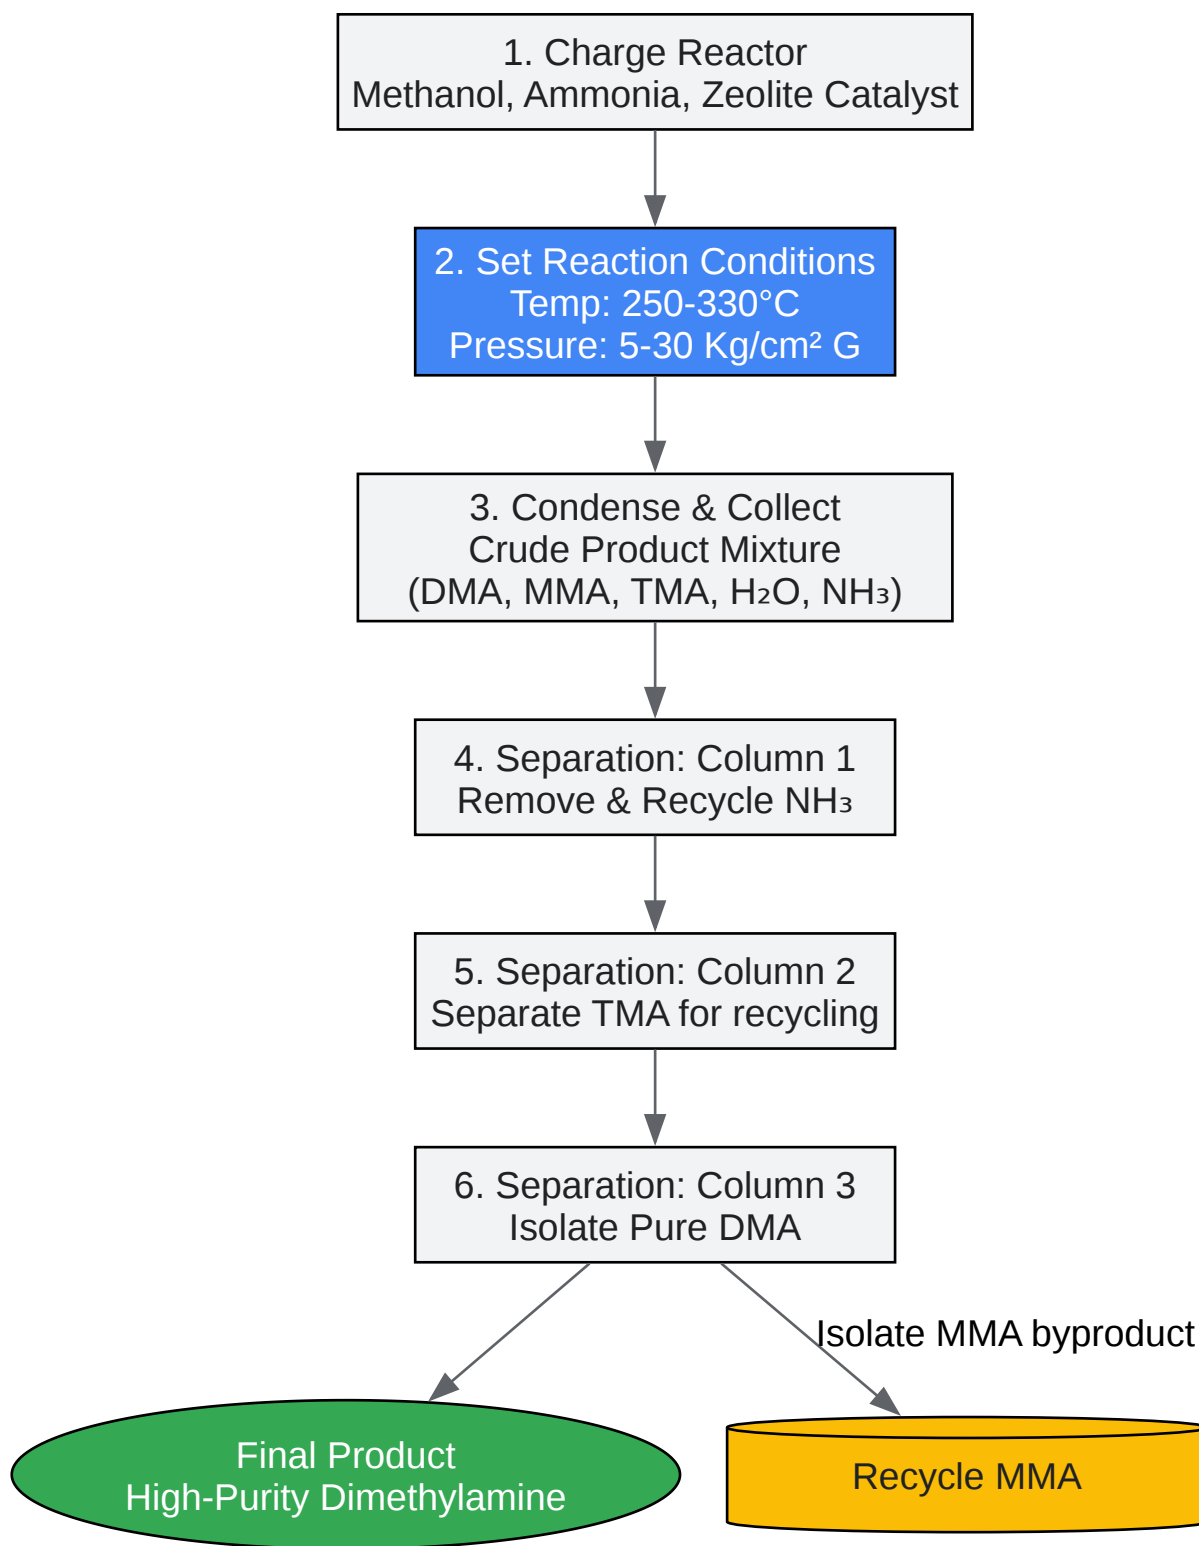 1. Charge Reactor
Methanol, Ammonia, Zeolite Catalyst
2. Set Reaction Conditions
Temp: 250-330°C
Pressure: 5-30 Kg/cm² G
3. Condense & Collect
Crude Product Mixture
(DMA, MMA, TMA, H₂O, NH₃)
4. Separation: Column 1
Remove & Recycle NH₃
5. Separation: Column 2
Separate TMA for recycling
6. Separation: Column 3
Isolate Pure DMA
Isolate MMA byproduct
Final Product
High-Purity Dimethylamine
Recycle MMA